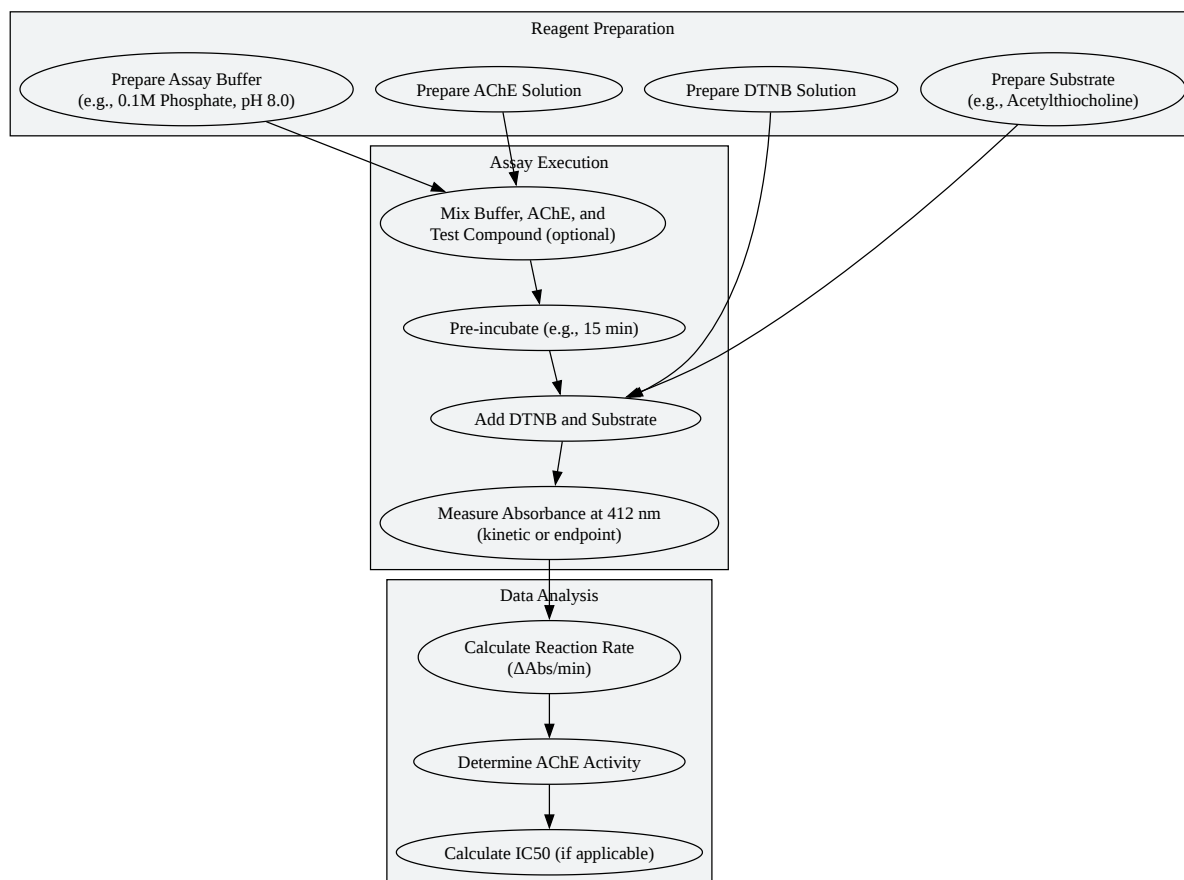 Reagent Preparation
Prepare Assay Buffer
(e.g., 0.1M Phosphate, pH 8.0)
Prepare AChE Solution
Prepare DTNB Solution
Prepare Substrate
(e.g., Acetylthiocholine)
Assay Execution
Mix Buffer, AChE, and
Test Compound (optional)
Pre-incubate (e.g., 15 min)
Add DTNB and Substrate
Measure Absorbance at 412 nm
(kinetic or endpoint)
Data Analysis
Calculate Reaction Rate
(ΔAbs/min)
Determine AChE Activity
Calculate IC50 (if applicable)